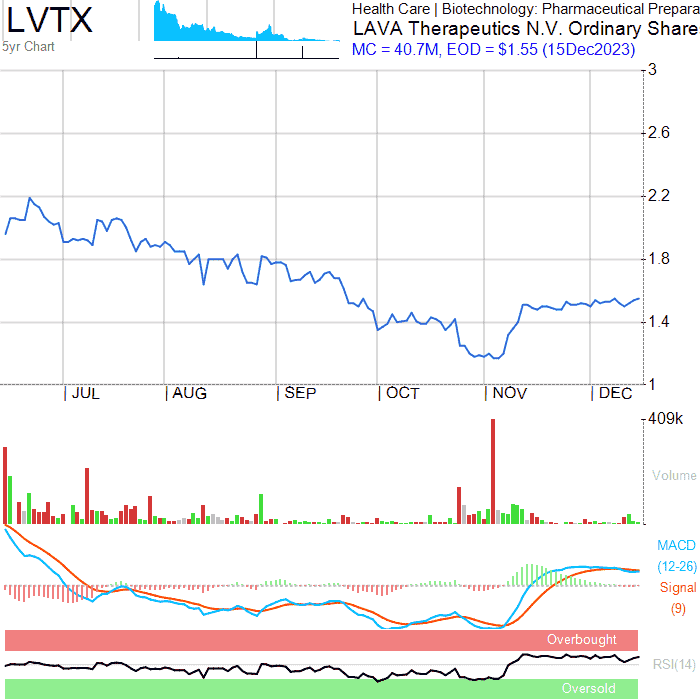 LVTX
5yr Chart
Health Care | Biotechnology: Pharmaceutical Prepara
LAVA Therapeutics N.V. Ordinary Share
MC = 40.7M, EOD = $1.55 (15Dec2023)
3
2.6
2.2
1.8
1.4
1
JUL
AUG
SEP
OCT
NOV
DEC
409k
Volume
MACD
(12-26)
Signal
(9)
Overbought
RSI(14)
Oversold